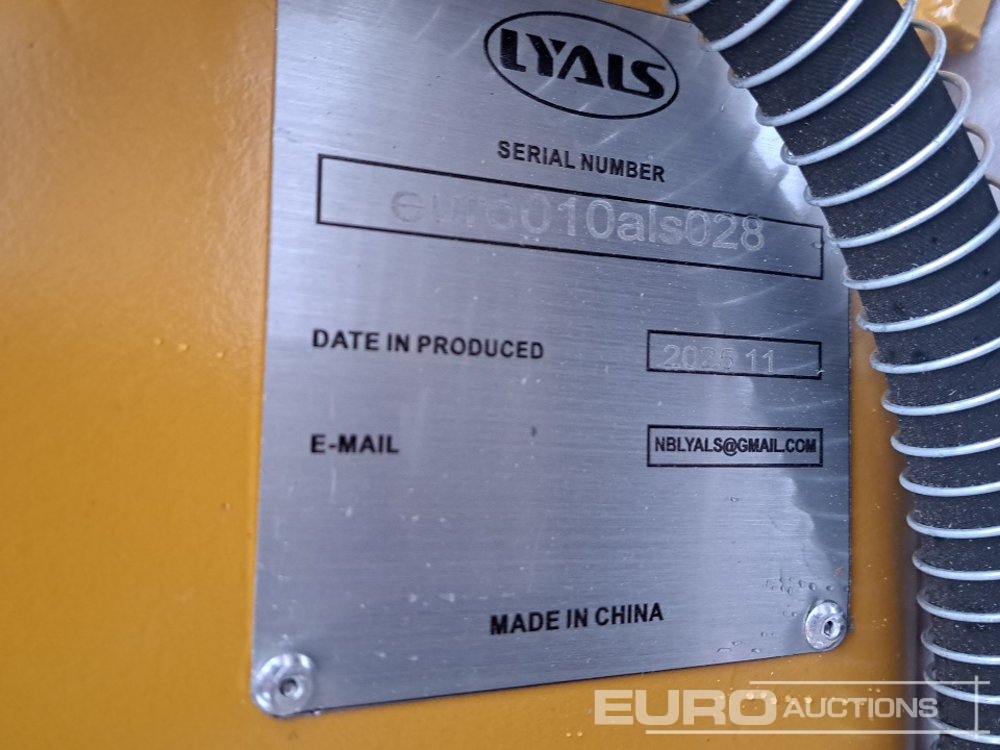 LYALS
SERIAL NUMBER
euro010als028
DATE IN PRODUCED
2025 11
E-MAIL
NBLYALS@GMAIL.COM
MADE IN CHINA
EURO AUCTIONS